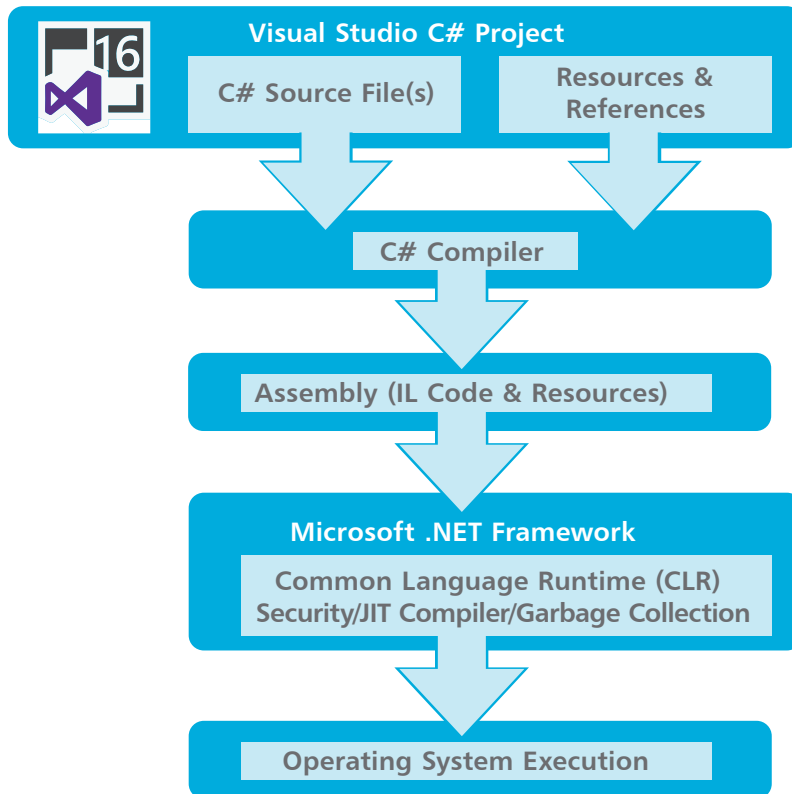 16
Visual Studio C# Project
C# Source File(s)
Resources &
References
C# Compiler
Assembly (IL Code & Resources)
Microsoft .NET Framework
Common Language Runtime (CLR)
Security/JIT Compiler/Garbage Collection
Operating System Execution